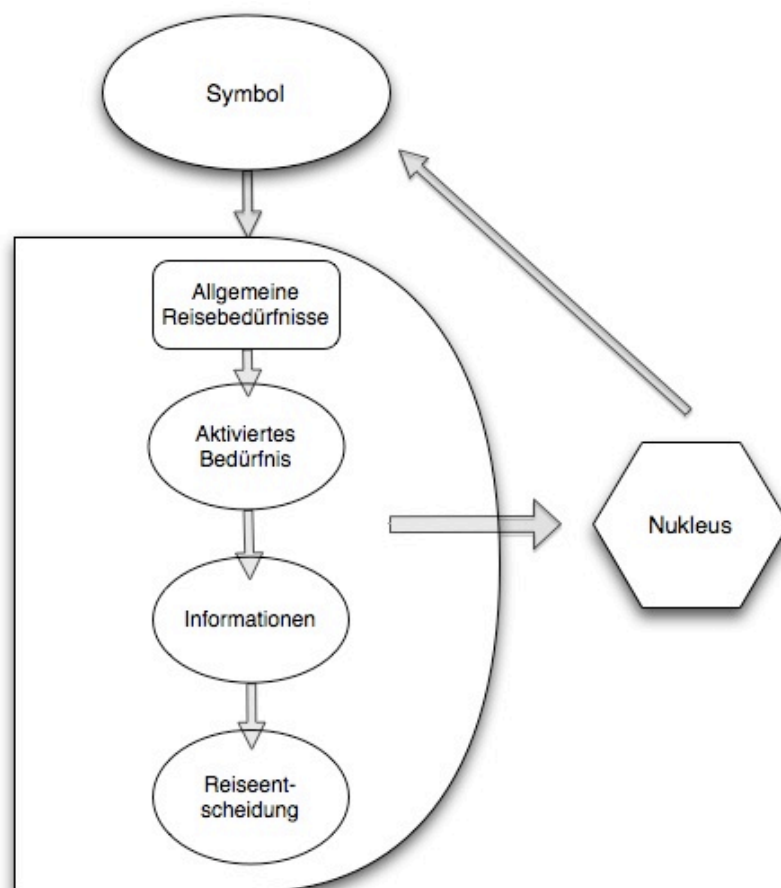 Symbol
Allgemeine
Reisebedürfnisse
Aktiviertes
Bedürfnis
Nukleus
Informationen
Reiseent-
scheidung